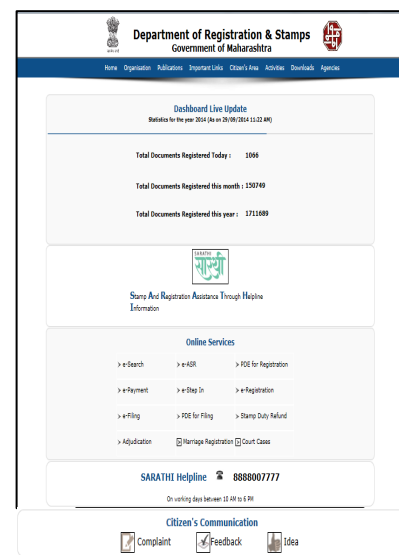 Department of Registration & Stamps
Government of Maharashtra
Home Organisation Publications Important Links Citizen's Area Activities Downloads Agencies
Dashboard Live Update
Statistics for the year 2014 (As on 29/09/2014 11:22 AM)
Total Documents Registered Today : 1066
Total Documents Registered this month : 150749
Total Documents Registered this year : 1711689
SARATHI
सारथी
Stamp And Registration Assistance Through Helpline
Information
Online Services
e-Search e-ASR PDE for Registration
e-Payment e-Step In e-Registration
e-Filing PDE for Filing Stamp Duty Refund
Adjudication Marriage Registration Court Cases
SARATHI Helpline ☎ 8888007777
On working days between 10 AM to 6 PM
Citizen's Communication
Complaint Feedback Idea